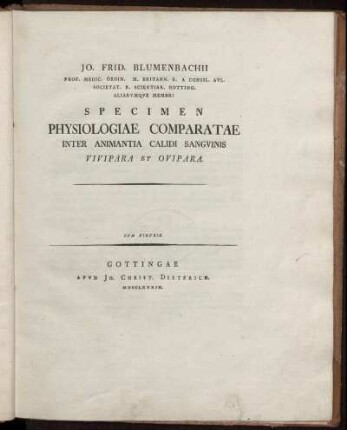 JO. FRID. BLUMENBACHII
PROF. MEDIC. ORDIN. M. BRITANN. R. A CONSIL. AVL.
SOCIETAT. R. SCIENTIAR. GOTTING.
ALIARVMQVE MEMBRI
SPECIMEN
PHYSIOLOGIAE COMPARATAE
INTER ANIMANTIA CALIDI SANGVINIS
VIVIPARA ET OVIPARA.
CVM FIGVRIS.
GOTTINGAE
APVD JO. CHRIST. DIETERICH.